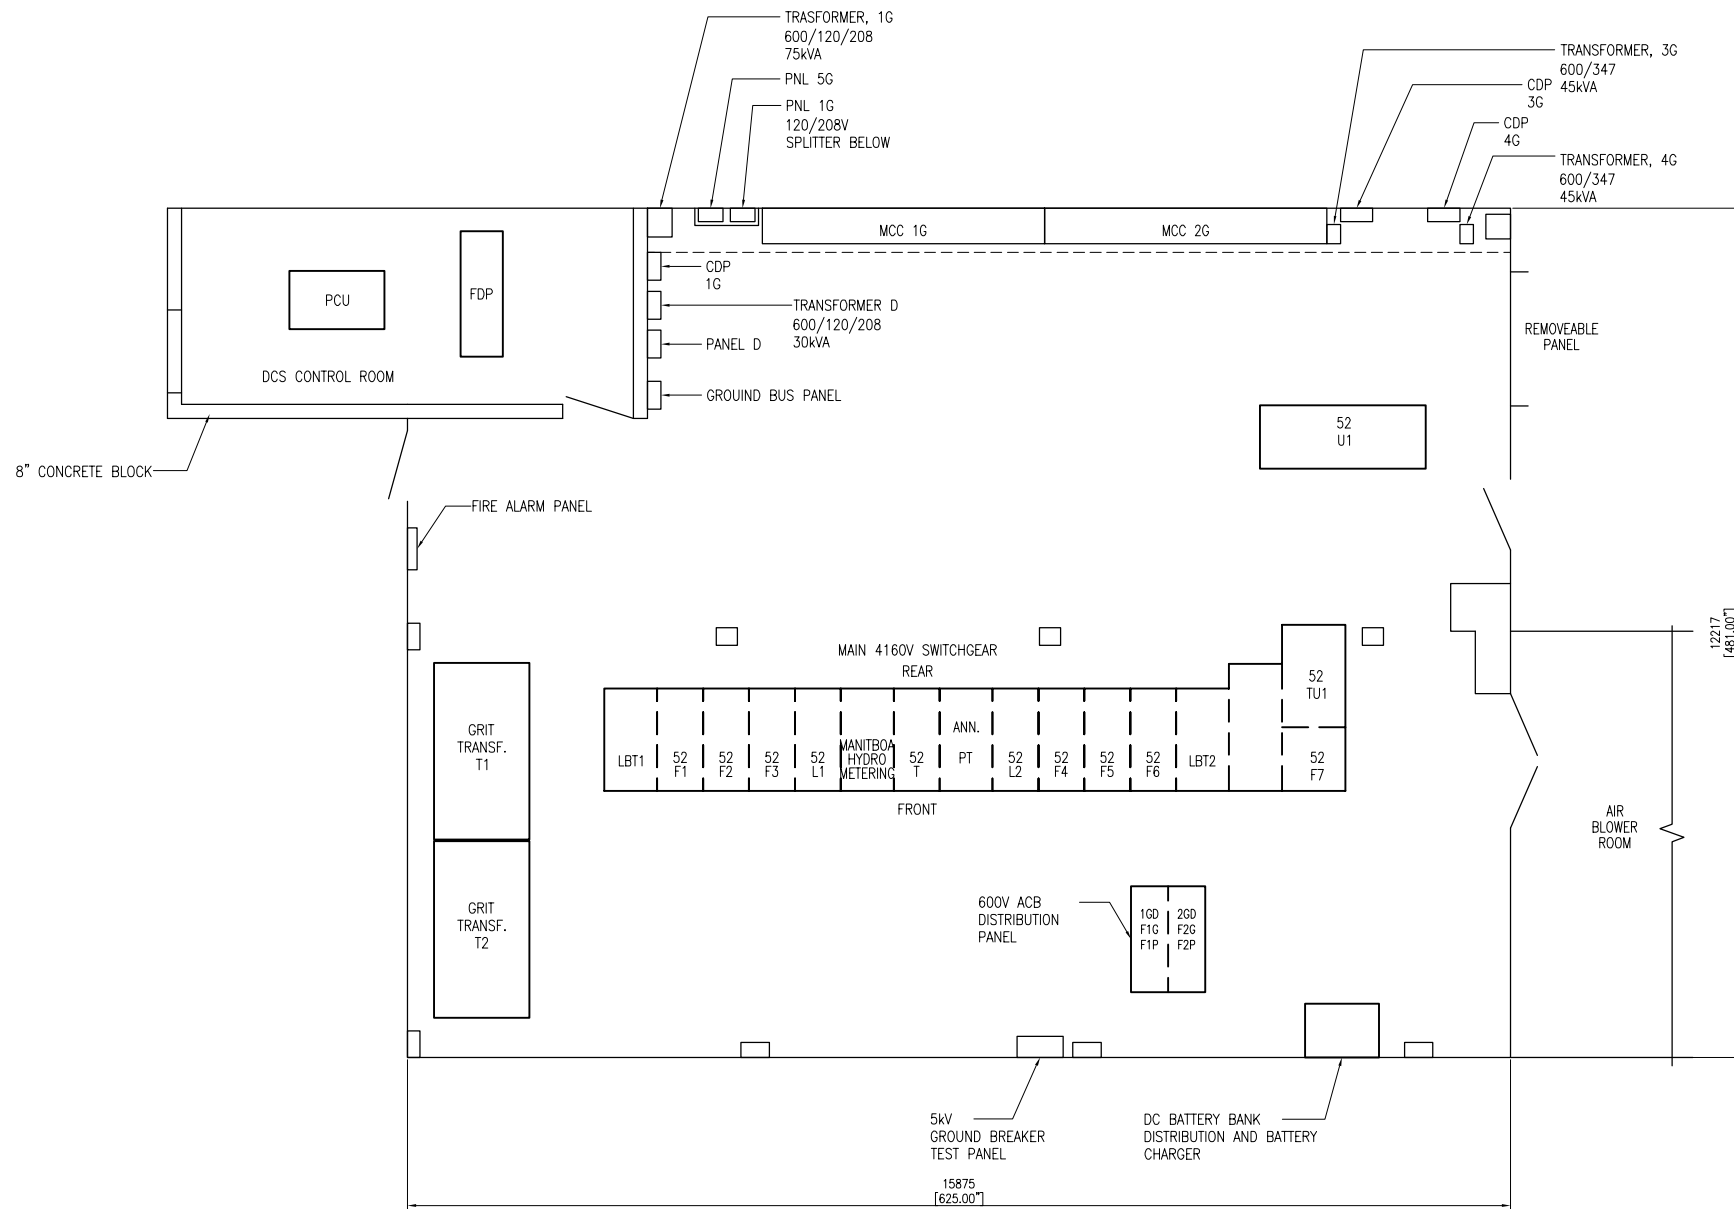 TRASFORMER, 1G
600/120/208
75kVA
PNL 5G
PNL 1G
120/208V
SPLITTER BELOW
TRANSFORMER, 3G
600/347
45kVA
CDP
3G
CDP
4G
TRANSFORMER, 4G
600/347
45kVA
MCC 1G
MCC 2G
PCU
FDP
DCS CONTROL ROOM
CDP
1G
TRANSFORMER D
600/120/208
30kVA
PANEL D
GROUIND BUS PANEL
REMOVEABLE
PANEL
52
U1
8" CONCRETE BLOCK
FIRE ALARM PANEL
12217
[481.00"]
MAIN 4160V SWITCHGEAR
REAR
GRIT
TRANSF.
T1
LBT1
52
F1
52
F2
52
F3
52
L1
MANITBOA
HYDRO
METERING
52
T
ANN.
PT
52
L2
52
F4
52
F5
52
F6
LBT2
52
TU1
52
F7
FRONT
AIR
BLOWER
ROOM
GRIT
TRANSF.
T2
600V ACB
DISTRIBUTION
PANEL
1GD
F1G
F1P
2GD
F2G
F2P
5kV
GROUND BREAKER
TEST PANEL
DC BATTERY BANK
DISTRIBUTION AND BATTERY
CHARGER
15875
[625.00"]